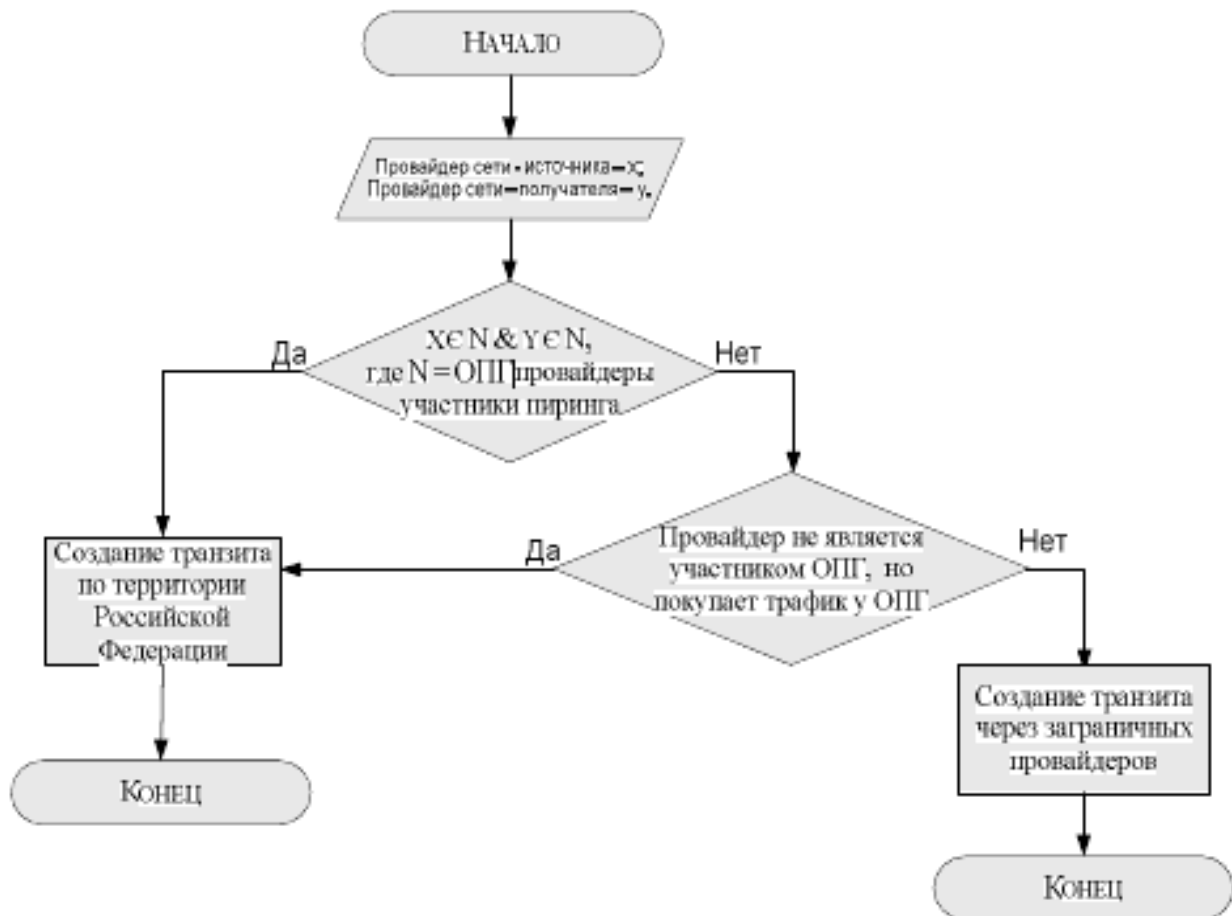 НАЧАЛО
Провайдер сети - источника – x;
Провайдер сети – получателя – y.
X Є N & Y Є N,
где N = ОПГ провайдеры
участники пиринга
Да
Нет
Провайдер не является
участником ОПГ, но
покупает трафик у ОПГ
Да
Нет
Создание транзита
по территории
Российской
Федерации
Создание транзита
через заграничных
провайдеров
КОНЕЦ
КОНЕЦ